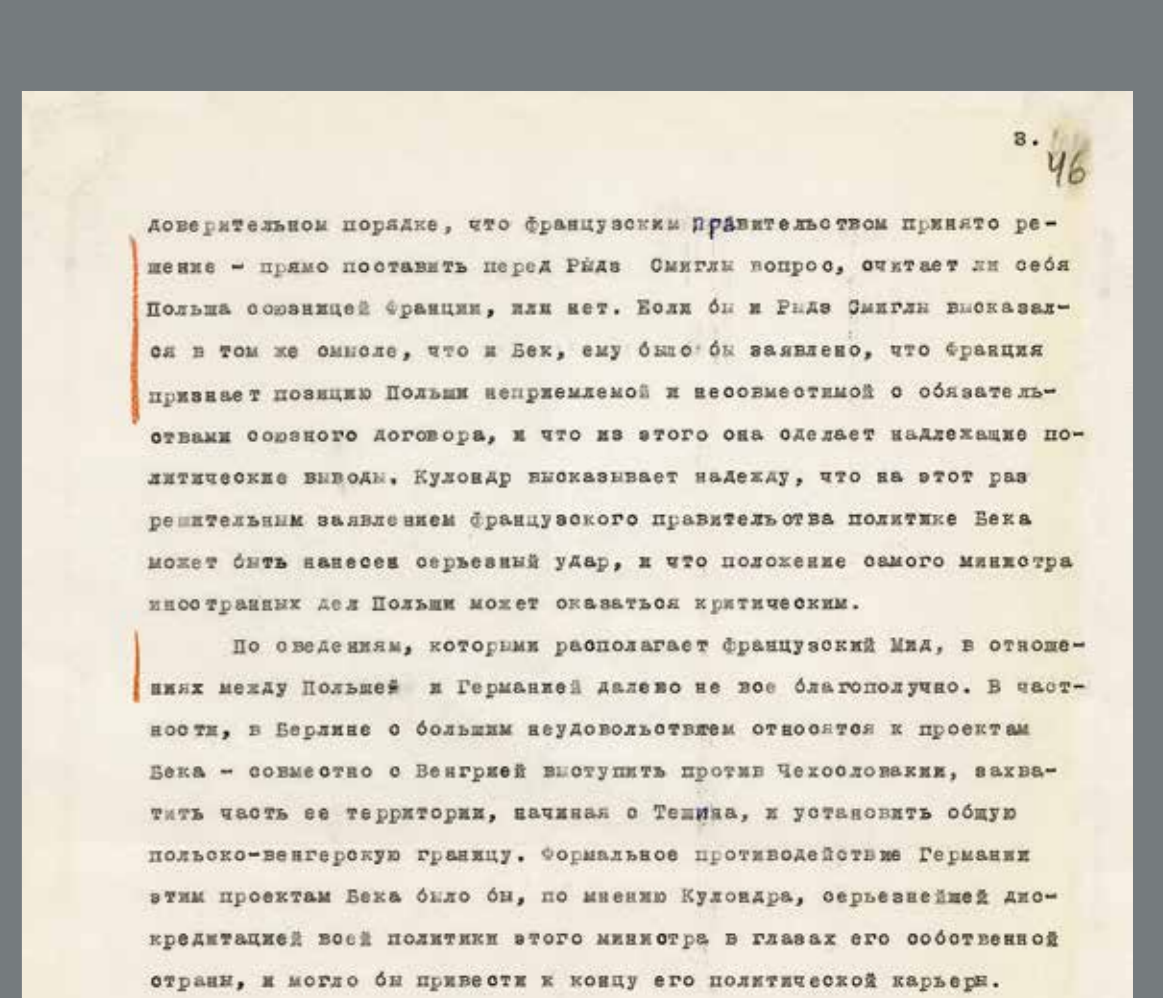 3.
46
доверительном порядке, что французским правительством принято ре-
шение - прямо поставить перед Рыдз Смиглы вопрос, считает ли себя
Польша союзницей Франции, или нет. Если бы и Рыдз Смиглы высказал-
ся в том же смысле, что и Бек, ему было бы заявлено, что Франция
признает позицию Польши неприемлемой и несовместимой с обязатель-
ствами союзного договора, и что из этого она сделает надлежащие по-
литические выводы. Кулондр высказывает надежду, что на этот раз
решительным заявлением французского правительства политике Бека
может быть нанесен серьезный удар, и что положение самого министра
иностранных дел Польши может оказаться критическим.
По сведениям, которыми располагает французский Мид, в отноше-
ниях между Польшей и Германией далеко не все благополучно. В част-
ности, в Берлине с большим неудовольствием относятся к проектам
Бека - совместно с Венгрией выступить против Чехословакии, захва-
тить часть ее территории, начиная с Тешина, и установить общую
польско-венгерскую границу. Формальное противодействие Германии
этим проектам Бека было бы, по мнению Кулондра, серьезнейшей дис-
кредитацией всей политики этого министра в глазах его собственной
страны, и могло бы привести к концу его политической карьеры.